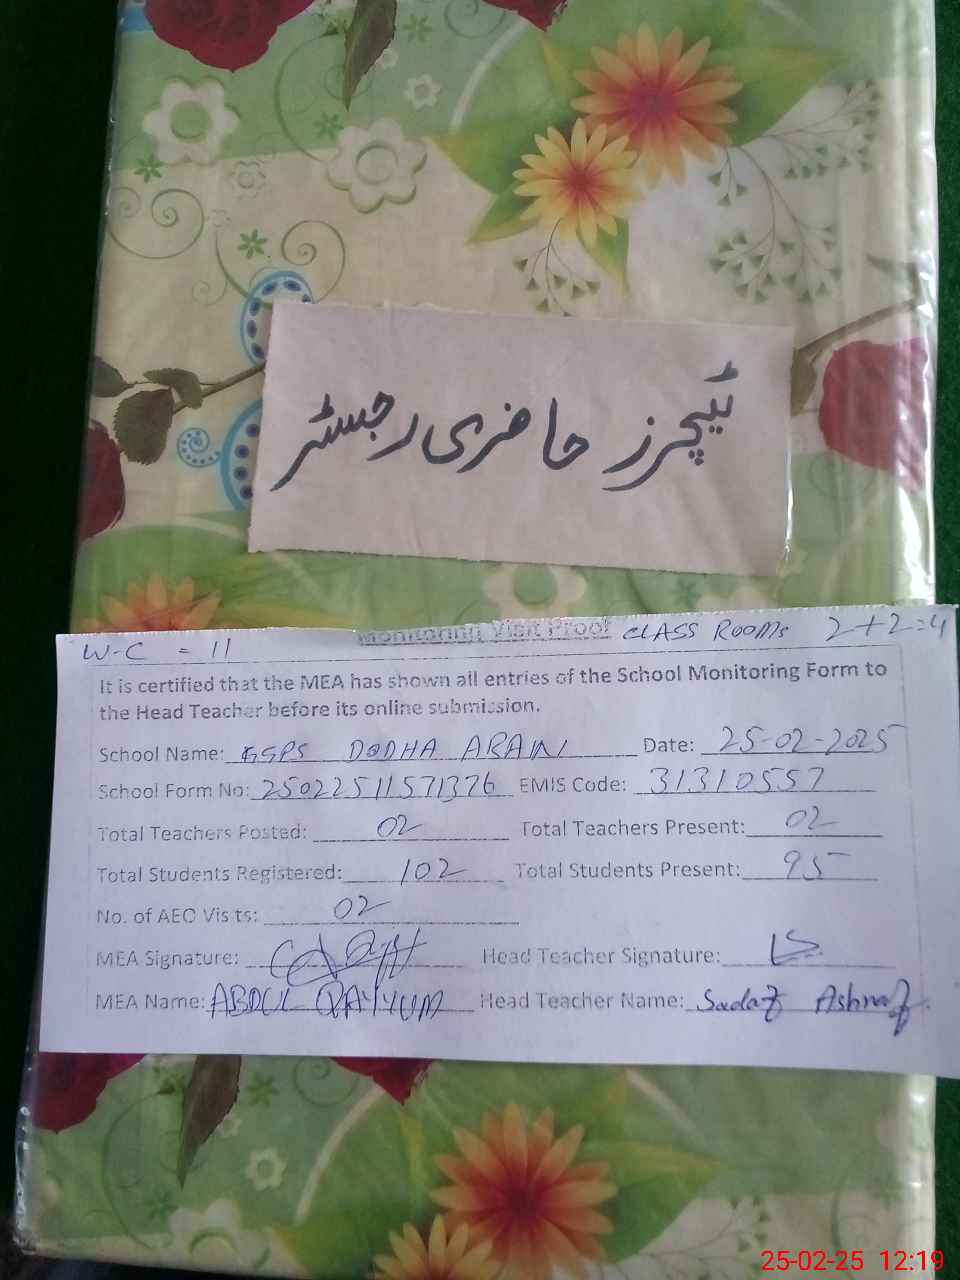 ٹیچرز حاضری رجسٹر
Monitoring Visit Proof CLASS ROOMs 2+2=4
W-C = 11
It is certified that the MEA has shown all entries of the School Monitoring Form to
the Head Teacher before its online submission.
School Name: GSPS DODHA ARAIN Date: 25-02-2025
School Form No: 25022511571376 EMIS Code: 31310557
Total Teachers Posted: 02 Total Teachers Present: 02
Total Students Registered: 102 Total Students Present: 95
No. of AEO Visits: 02
MEA Signature: Head Teacher Signature:
MEA Name: ABDUL QAYYUM Head Teacher Name: Sadaf Ashraf
25-02-25 12:19